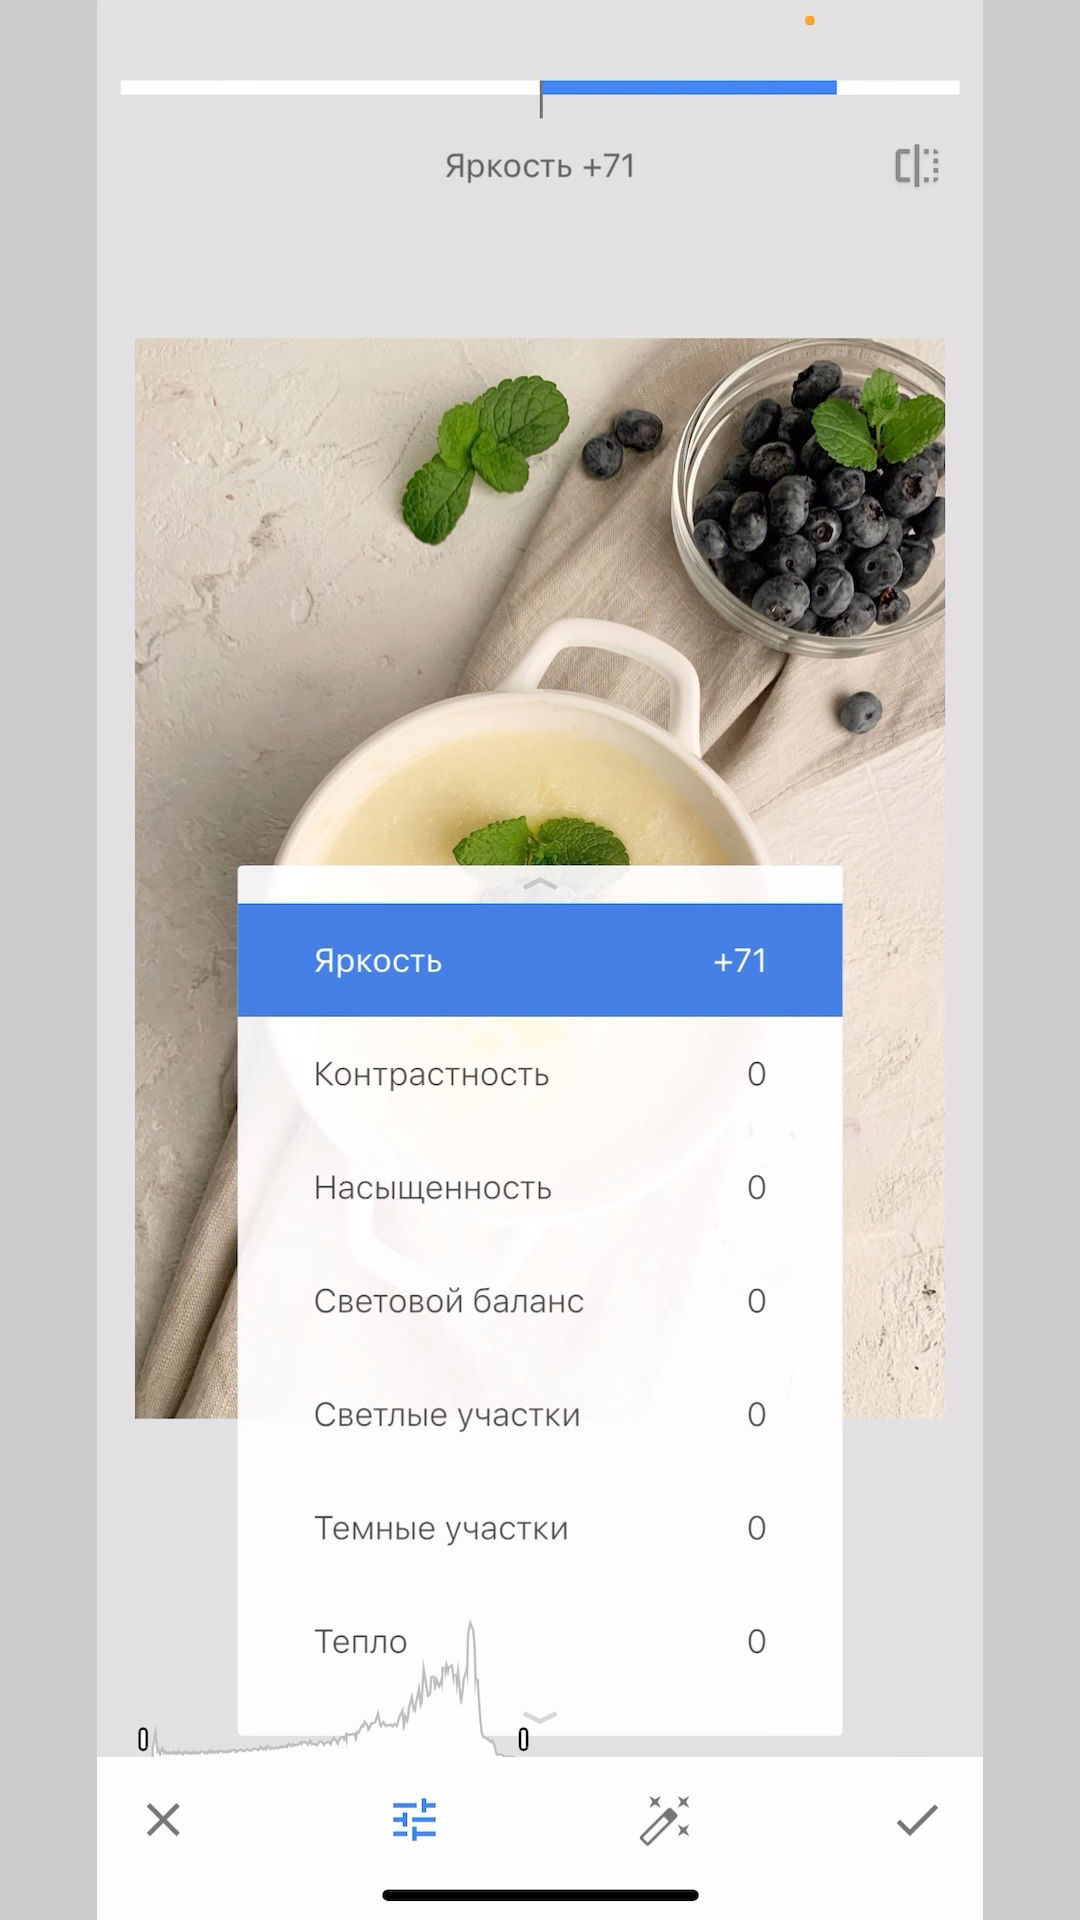 Яркость +71
Яркость +71
Контрастность 0
Насыщенность 0
Световой баланс 0
Светлые участки 0
Темные участки 0
Тепло 0
0 0